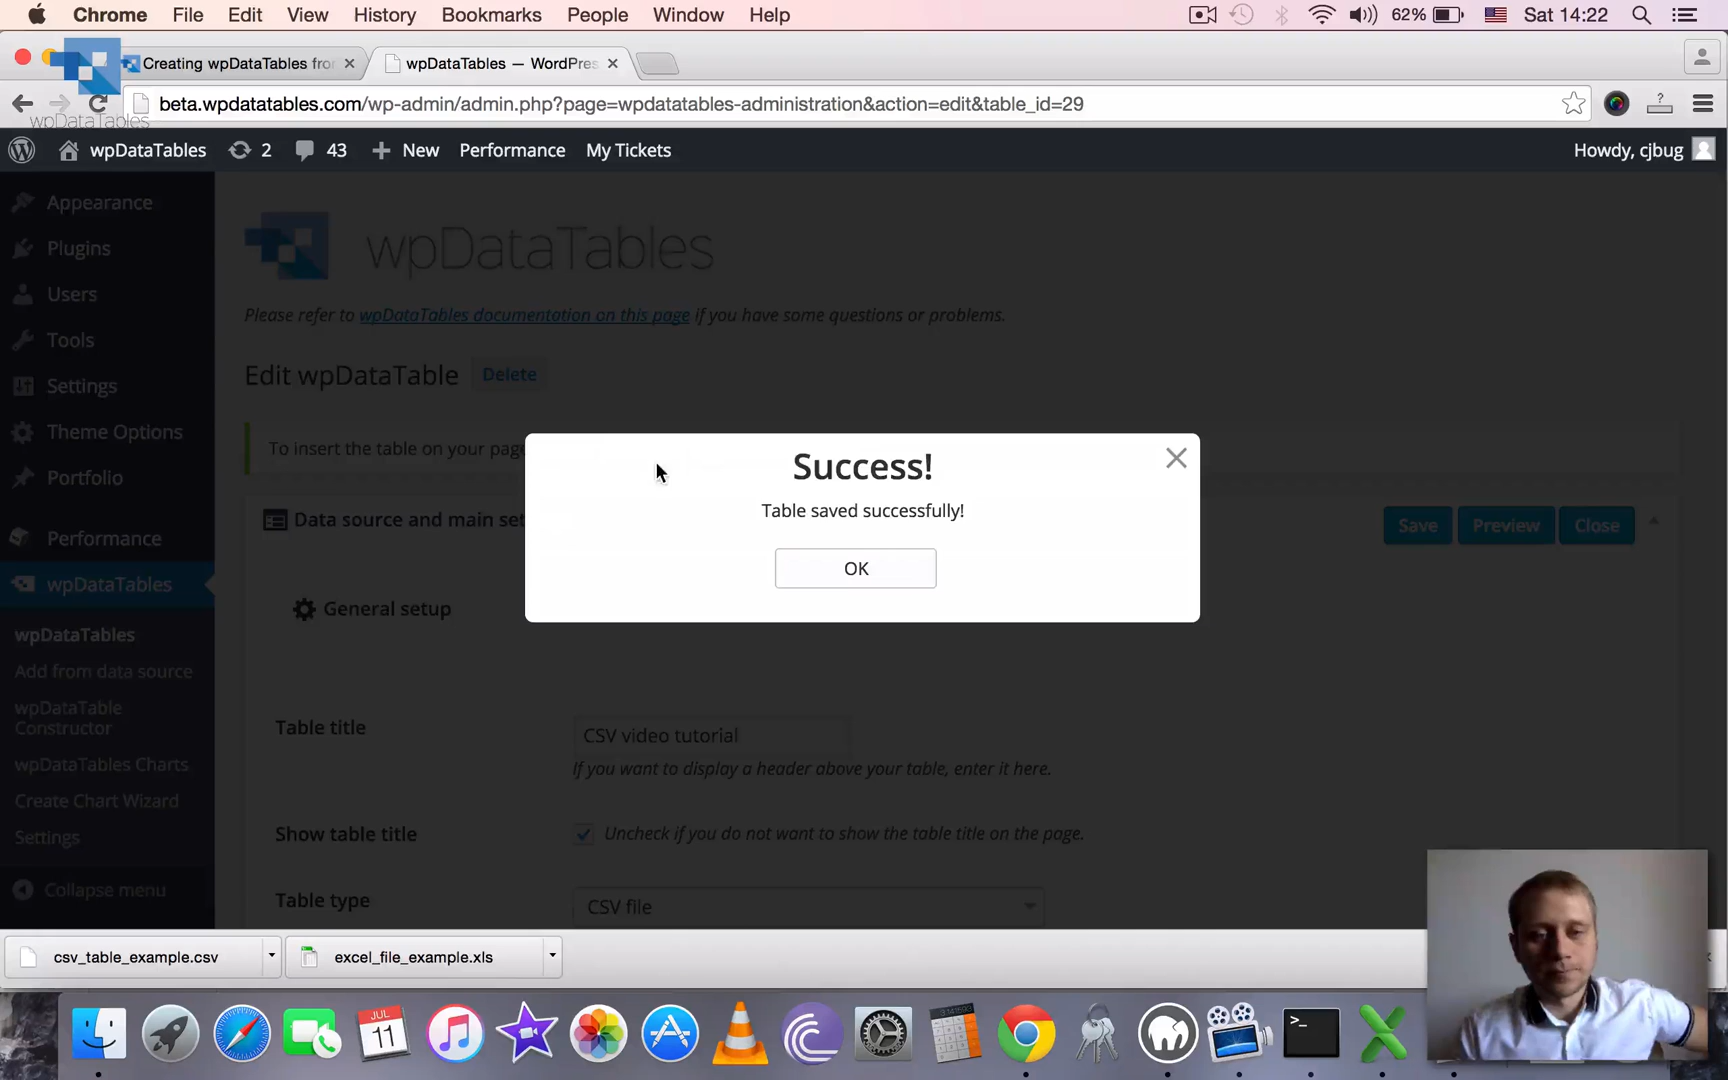 Chrome File Edit View History Bookmarks People Window Help 62% Sat 14:22
Creating wpDataTables fro
wpDataTables — WordPres
beta.wpdatatables.com/wp-admin/admin.php?page=wpdatatables-administration&action=edit&table_id=29
wpDataTables
wpDataTables 2 43 + New Performance My Tickets Howdy, cjbug
Appearance
Plugins
Users
Tools
Settings
Theme Options
Portfolio
Performance
wpDataTables
wpDataTables
Add from data source
wpDataTable
Constructor
wpDataTables Charts
Create Chart Wizard
Settings
Collapse menu
wpDataTables
Please refer to wpDataTables documentation on this page if you have some questions or problems.
Edit wpDataTable Delete
To insert the table on your page
Data source and main set
Save Preview Close
General setup
Success!
Table saved successfully!
OK
Table title CSV video tutorial
If you want to display a header above your table, enter it here.
Show table title Uncheck if you do not want to show the table title on the page.
Table type CSV file
csv_table_example.csv excel_file_example.xls
JUL
11
>_